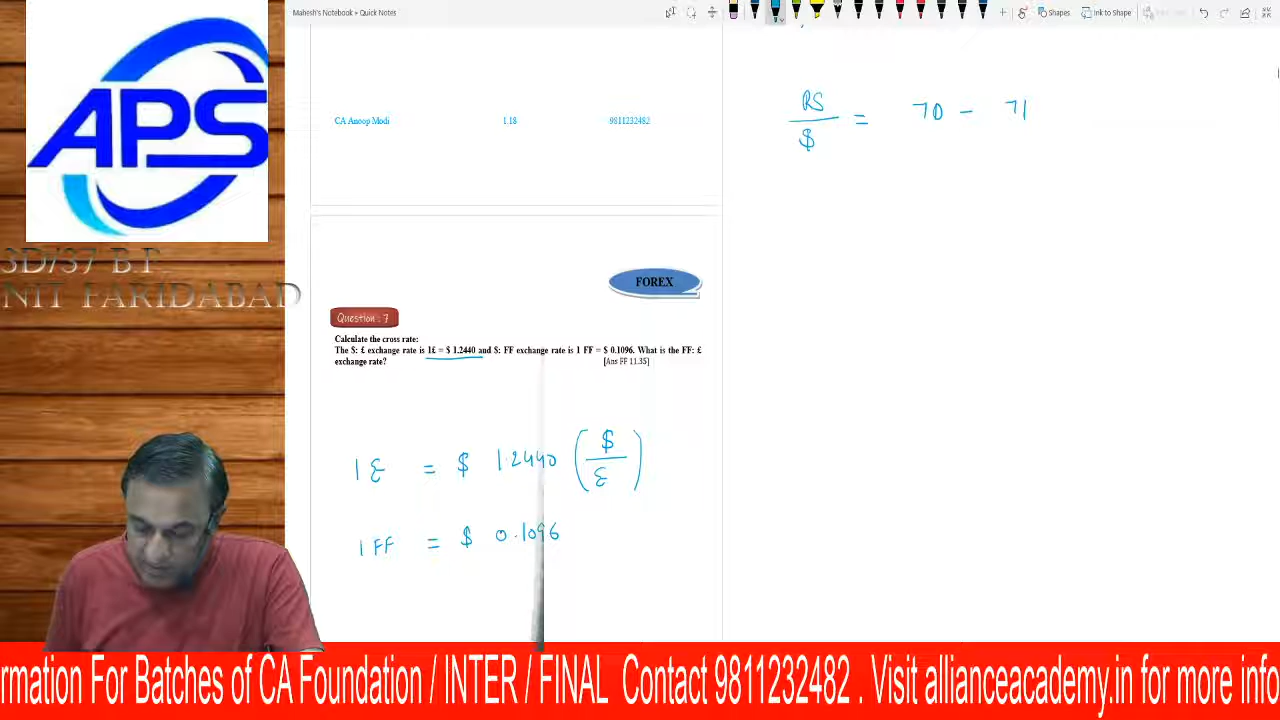 Mahesh's Notebook » Quick Notes
Shapes
Ink to Shape
APS
3D/37 B.P.
NIT FARIDABAD
CA Anoop Modi 1.18 9811232482
RS
$
= 70 - 71
FOREX
Question : 7
Calculate the cross rate:
The $: £ exchange rate is 1£ = $ 1.2440 and $: FF exchange rate is 1 FF = $ 0.1096. What is the FF: £
exchange rate? [Ans FF 11.35]
1 £ = $ 1.2440 ( $ / £ )
1 FF = $ 0.1096
rmation For Batches of CA Foundation / INTER / FINAL Contact 9811232482 . Visit allianceacademy.in for more info